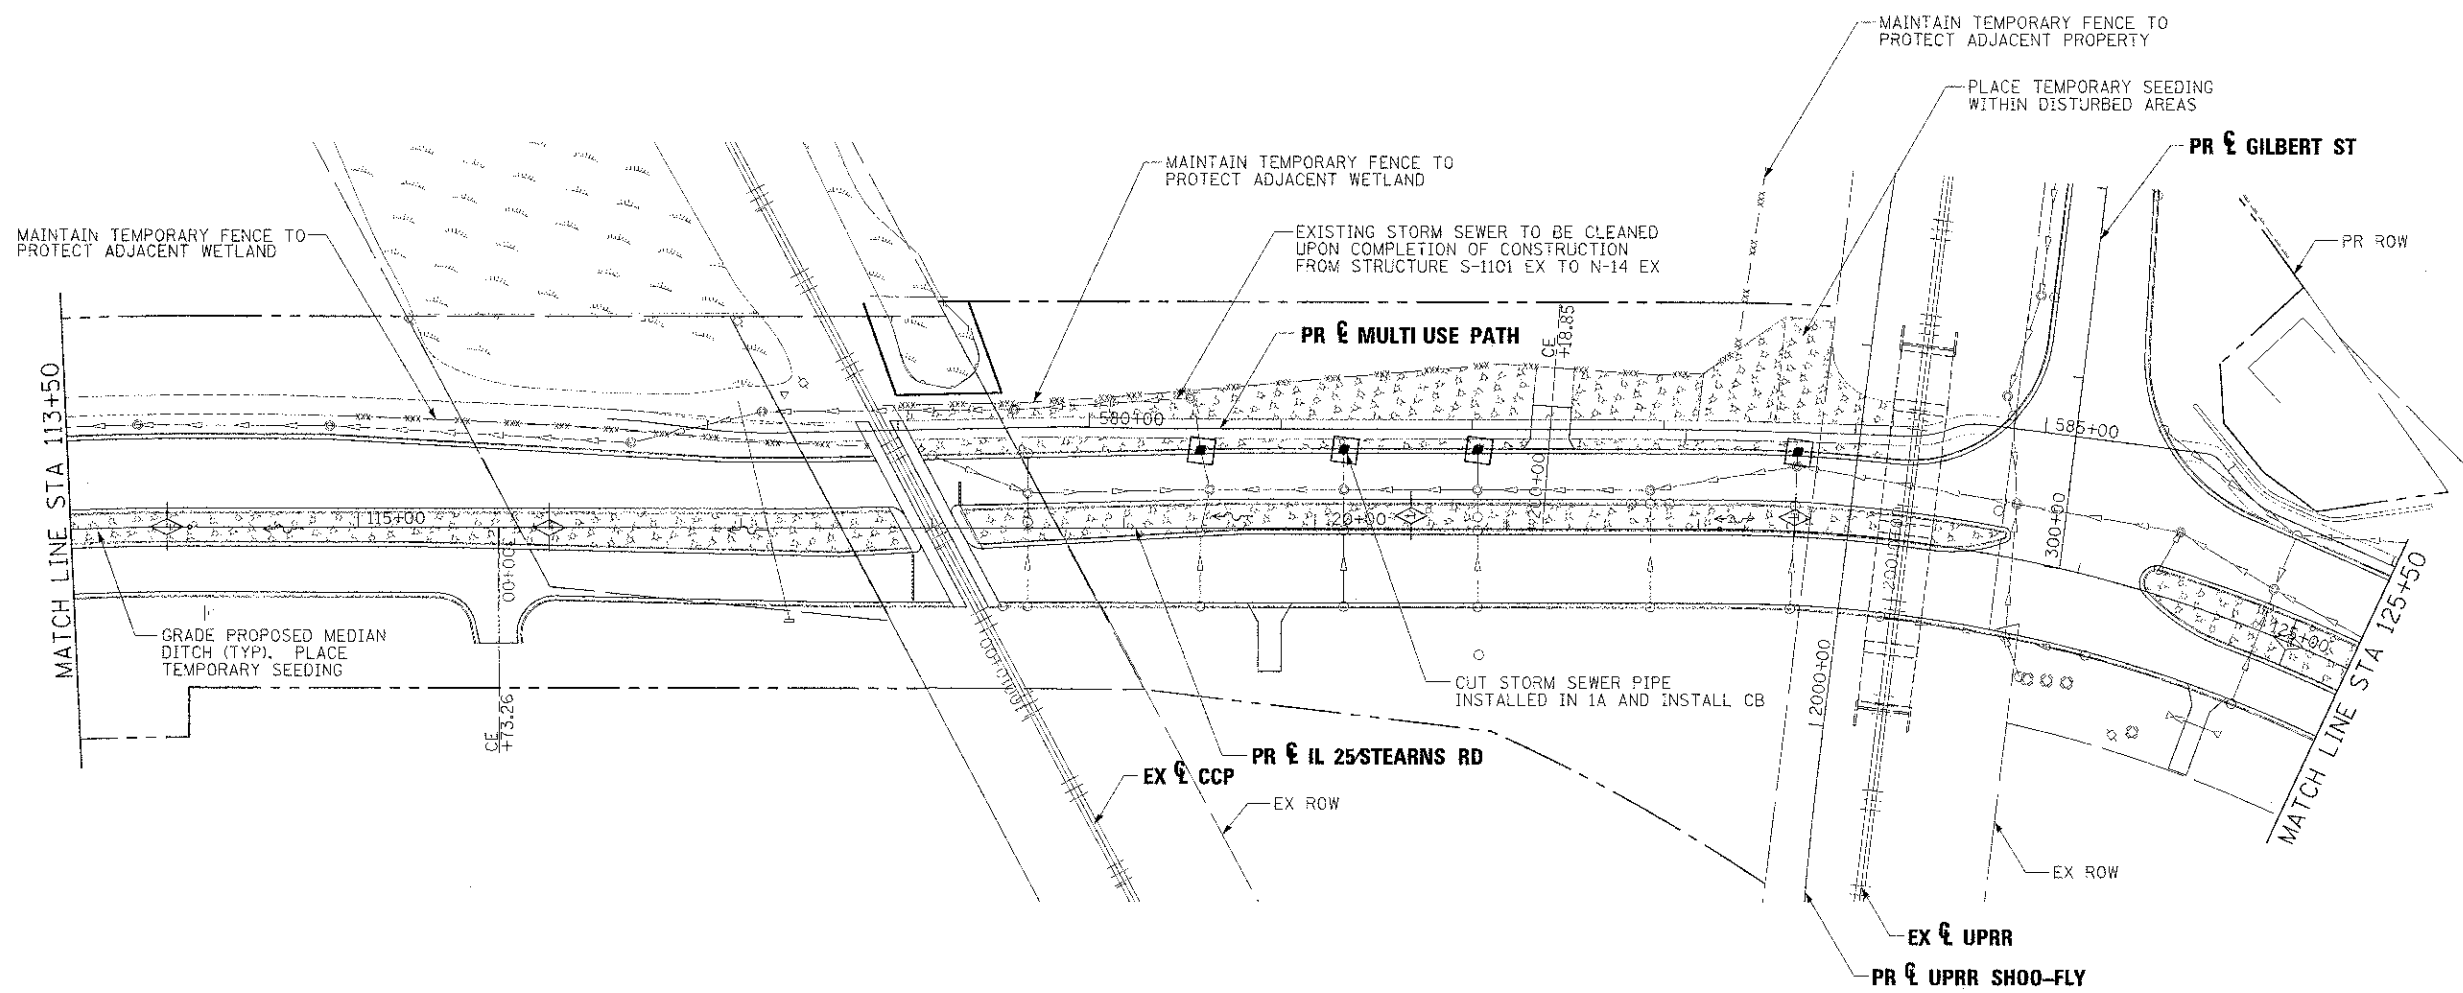 MAINTAIN TEMPORARY FENCE TO
PROTECT ADJACENT PROPERTY
PLACE TEMPORARY SEEDING
WITHIN DISTURBED AREAS
PR ℄ GILBERT ST
MAINTAIN TEMPORARY FENCE TO
PROTECT ADJACENT WETLAND
EXISTING STORM SEWER TO BE CLEANED
UPON COMPLETION OF CONSTRUCTION
FROM STRUCTURE S-1101 EX TO N-14 EX
MAINTAIN TEMPORARY FENCE TO
PROTECT ADJACENT WETLAND
PR ROW
PR ℄ MULTI USE PATH
CE
+18.85
MATCH LINE STA 113+50
580+00
585+00
115+00
120+00
300+00
125+00
MATCH LINE STA 125+50
GRADE PROPOSED MEDIAN
DITCH (TYP). PLACE
TEMPORARY SEEDING
CE
+73.26
CUT STORM SEWER PIPE
INSTALLED IN 1A AND INSTALL CB
12000+00
PR ℄ IL 25/STEARNS RD
EX ℄ CCP
EX ROW
EX ROW
EX ℄ UPRR
PR ℄ UPRR SHOO-FLY